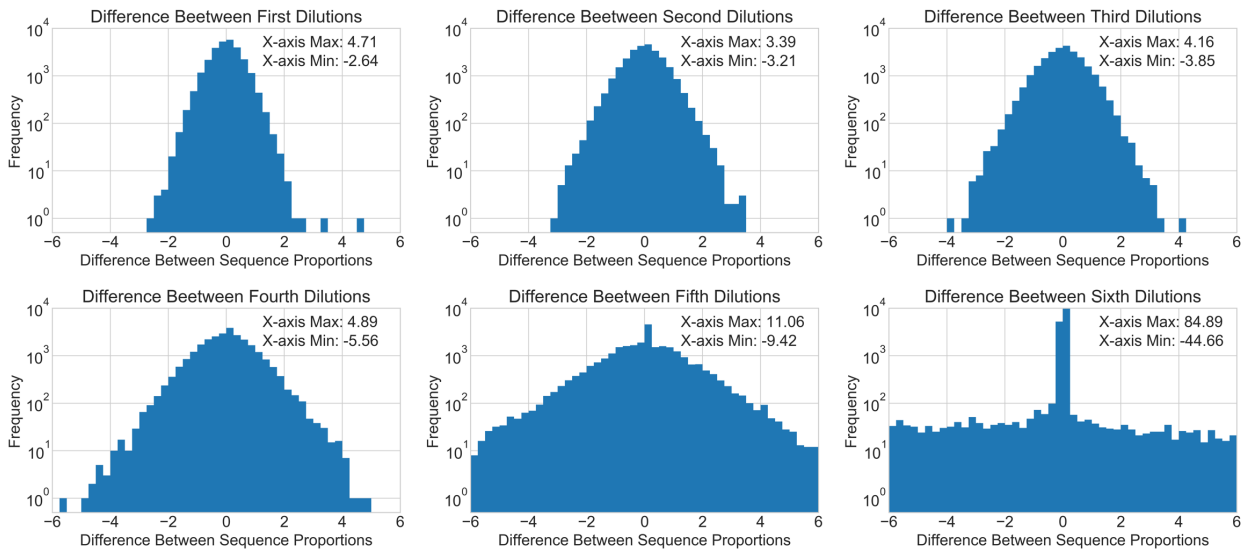 Difference Beetween First Dilutions
X-axis Max: 4.71
X-axis Min: -2.64
10^4
10^3
10^2
10^1
10^0
Frequency
−6 −4 −2 0 2 4 6
Difference Between Sequence Proportions
Difference Beetween Second Dilutions
X-axis Max: 3.39
X-axis Min: -3.21
10^4
10^3
10^2
10^1
10^0
Frequency
−6 −4 −2 0 2 4 6
Difference Between Sequence Proportions
Difference Beetween Third Dilutions
X-axis Max: 4.16
X-axis Min: -3.85
10^4
10^3
10^2
10^1
10^0
Frequency
−6 −4 −2 0 2 4 6
Difference Between Sequence Proportions
Difference Beetween Fourth Dilutions
X-axis Max: 4.89
X-axis Min: -5.56
10^4
10^3
10^2
10^1
10^0
Frequency
−6 −4 −2 0 2 4 6
Difference Between Sequence Proportions
Difference Beetween Fifth Dilutions
X-axis Max: 11.06
X-axis Min: -9.42
10^4
10^3
10^2
10^1
10^0
Frequency
−6 −4 −2 0 2 4 6
Difference Between Sequence Proportions
Difference Beetween Sixth Dilutions
X-axis Max: 84.89
X-axis Min: -44.66
10^4
10^3
10^2
10^1
10^0
Frequency
−6 −4 −2 0 2 4 6
Difference Between Sequence Proportions